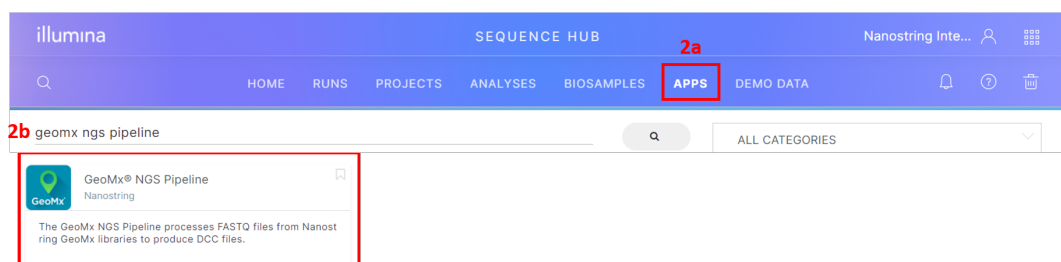 illumina
SEQUENCE HUB
Nanostring Inte...
2a
HOME RUNS PROJECTS ANALYSES BIOSAMPLES APPS DEMO DATA
2b geomx ngs pipeline
ALL CATEGORIES
GeoMx® NGS Pipeline
Nanostring
GeoMx
The GeoMx NGS Pipeline processes FASTQ files from Nanost
ring GeoMx libraries to produce DCC files.